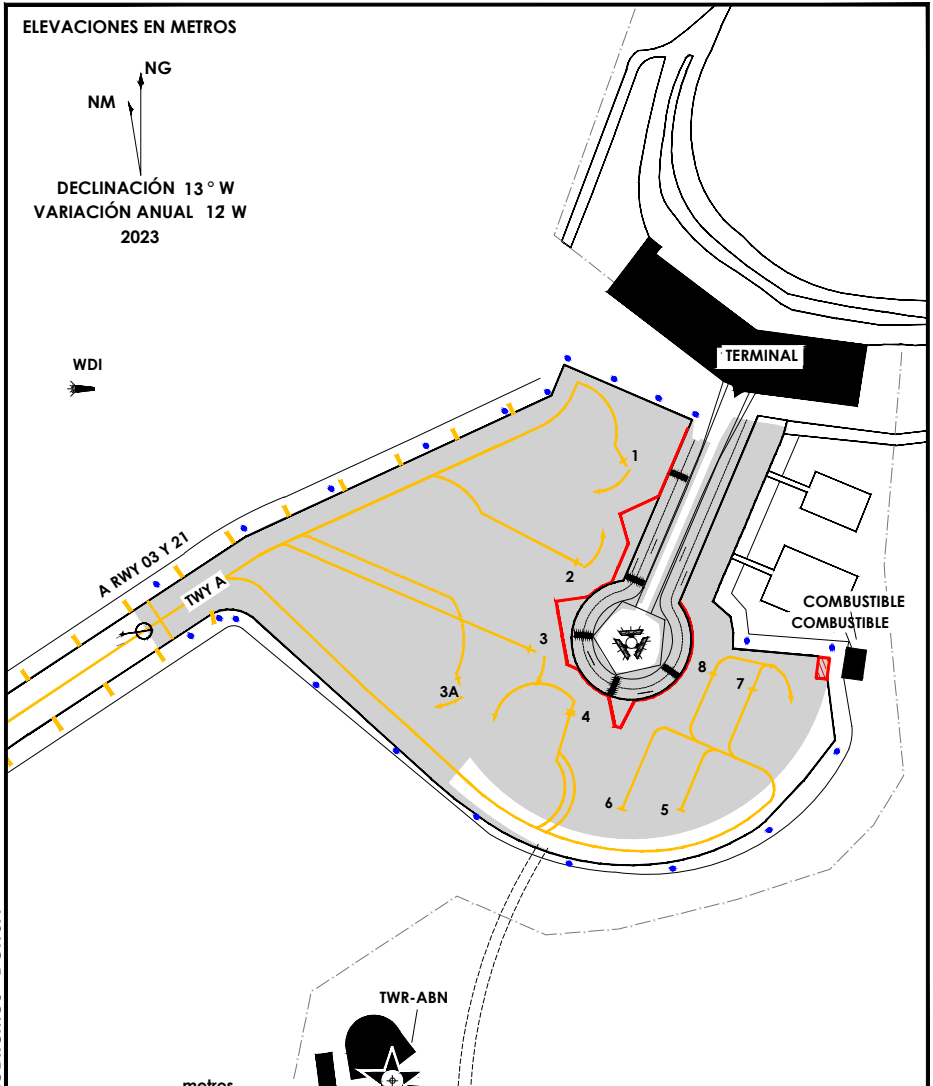 ELEVACIONES EN METROS
NG
NM
DECLINACIÓN 13° W
VARIACIÓN ANUAL 12 W
2023
TERMINAL
WDI
1
A RWY 03 Y 21
2
TWY A
COMBUSTIBLE
COMBUSTIBLE
3
8
7
3A
4
6
5
TWR-ABN
metros